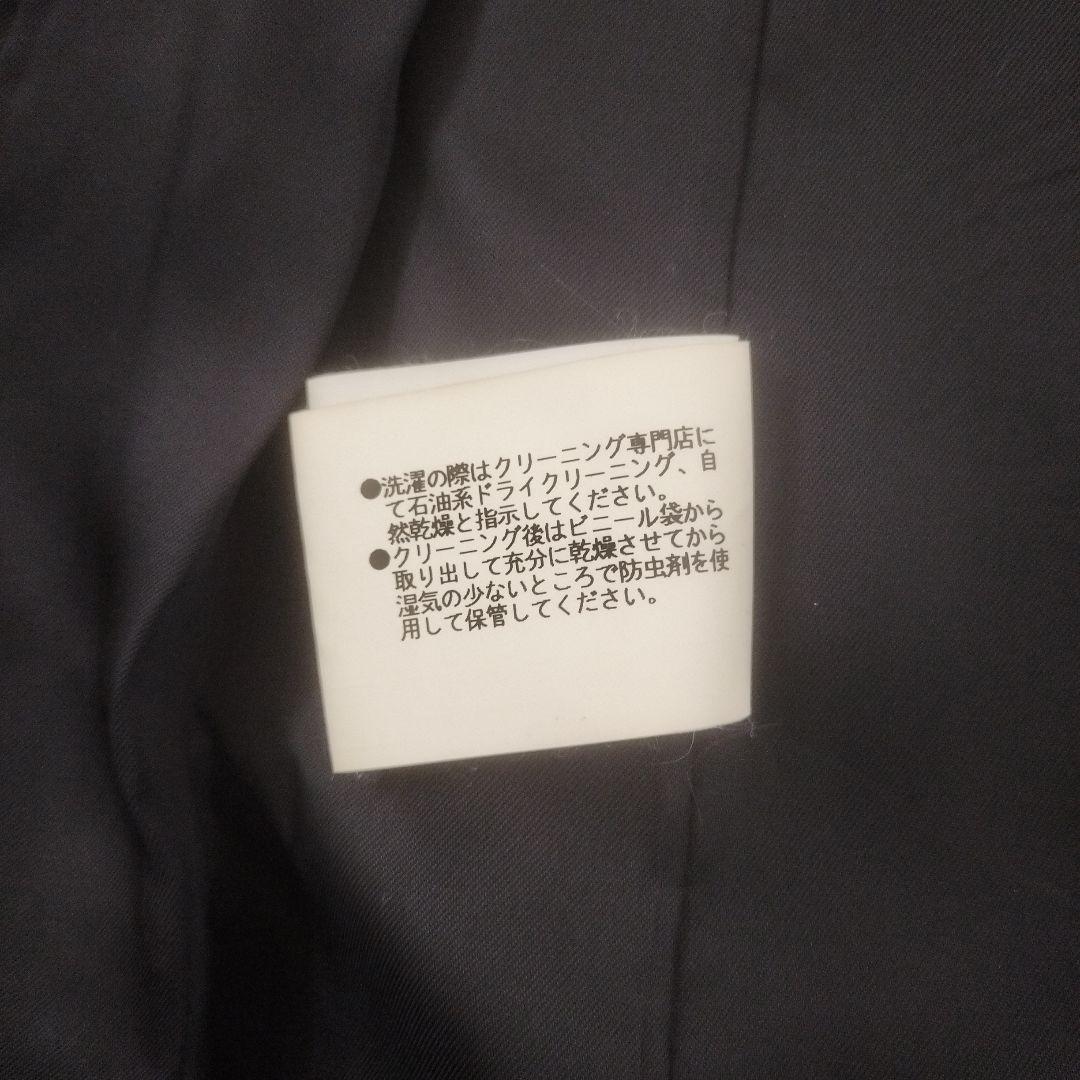 ●洗濯の際はクリーニング専門店に
て石油系ドライクリーニング、自
然乾燥と指示してください。
●クリーニング後はビニール袋から
取り出して充分に乾燥させてから
湿気の少ないところで防虫剤を使
用して保管してください。